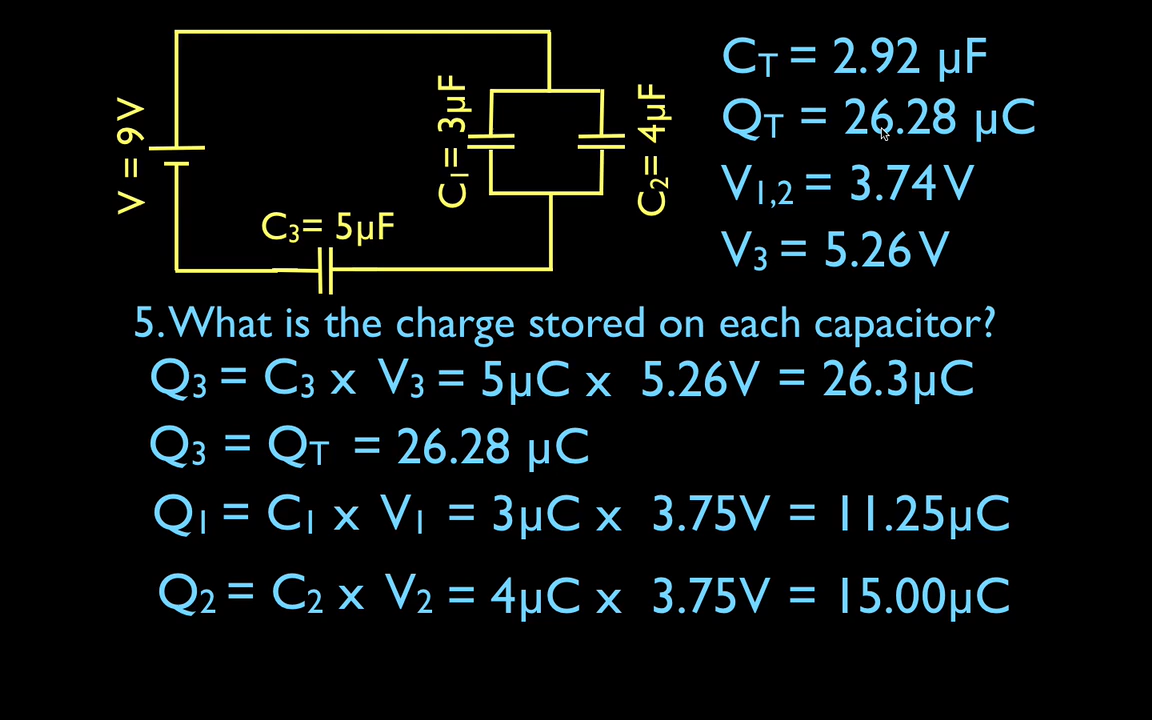 V = 9V
C₁= 3µF
C₂= 4µF
C₃= 5µF
Cᴛ = 2.92 µF
Qᴛ = 26.28 µC
V₁,₂ = 3.74 V
V₃ = 5.26 V
5. What is the charge stored on each capacitor?
Q₃ = C₃ x V₃ = 5µC x 5.26V = 26.3µC
Q₃ = Qᴛ = 26.28 µC
Q₁ = C₁ x V₁ = 3µC x 3.75V = 11.25µC
Q₂ = C₂ x V₂ = 4µC x 3.75V = 15.00µC